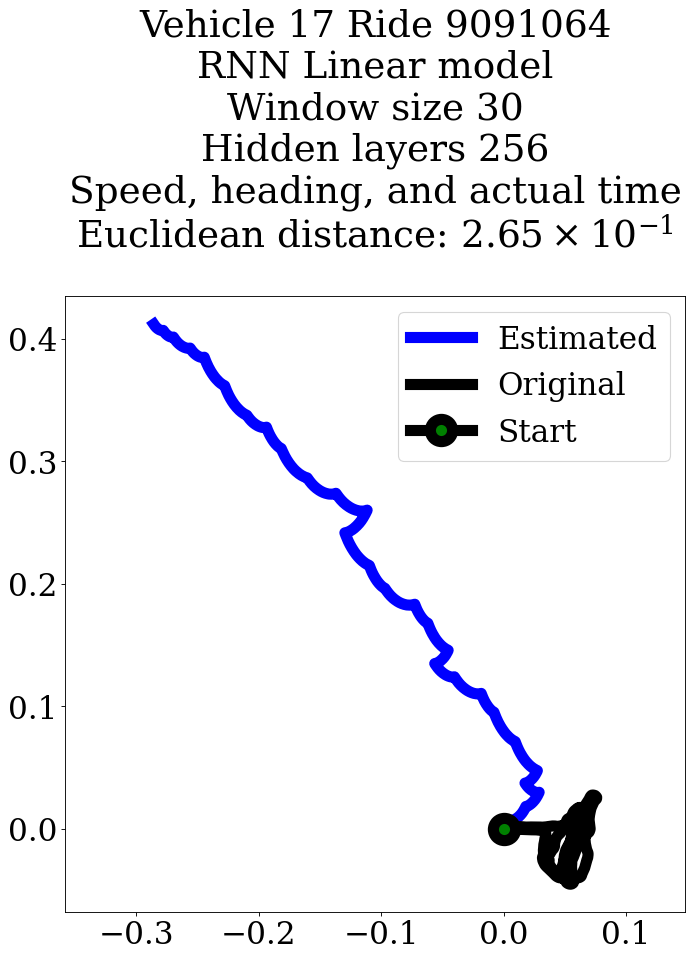 Vehicle 17 Ride 9091064
RNN Linear model
Window size 30
Hidden layers 256
Speed, heading, and actual time
Euclidean distance: 2.65 × 10⁻¹
Estimated
Original
Start
0.4
0.3
0.2
0.1
0.0
−0.3 −0.2 −0.1 0.0 0.1